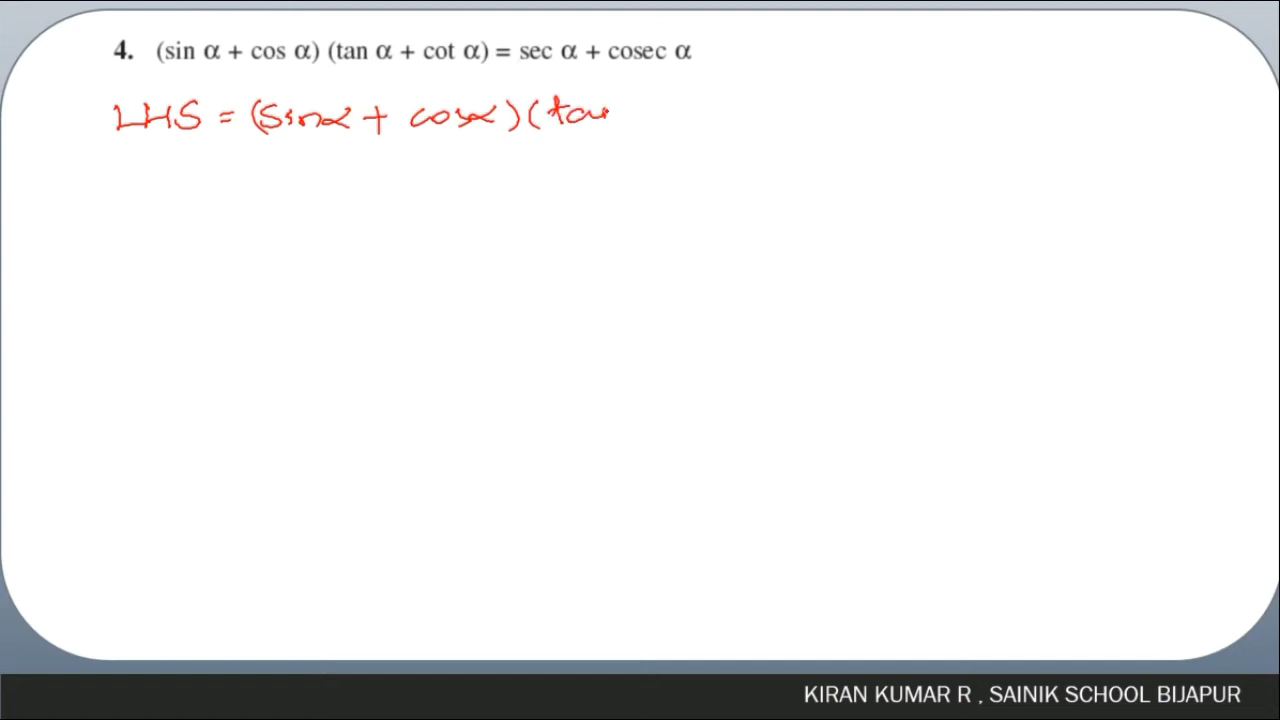 4. (sin α + cos α) (tan α + cot α) = sec α + cosec α
LHS = (sinα + cosα)(tan
KIRAN KUMAR R , SAINIK SCHOOL BIJAPUR